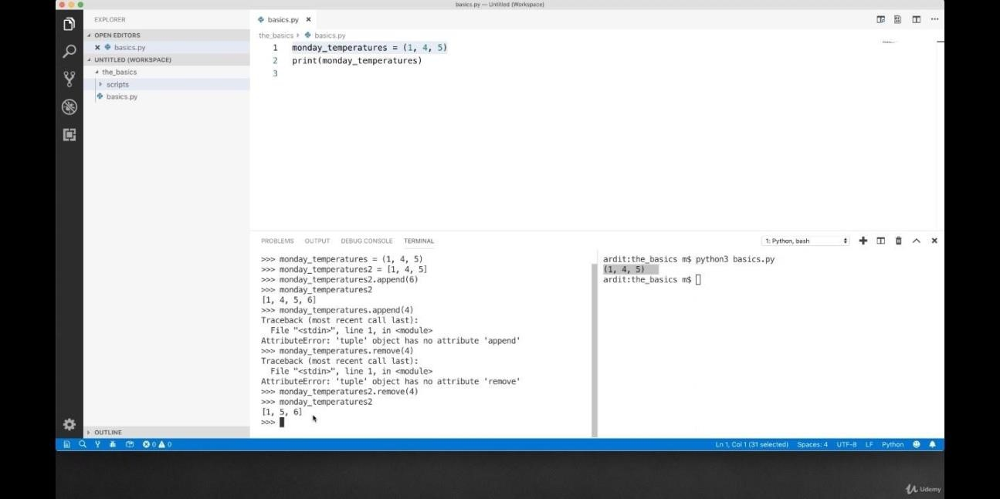 basics.py — Untitled (Workspace)
EXPLORER
OPEN EDITORS
basics.py
UNTITLED (WORKSPACE)
the_basics
scripts
basics.py
OUTLINE
basics.py
the_basics basics.py
1 monday_temperatures = (1, 4, 5)
2 print(monday_temperatures)
3
PROBLEMS OUTPUT DEBUG CONSOLE TERMINAL
1: Python, bash
>>> monday_temperatures = (1, 4, 5)
>>> monday_temperatures2 = [1, 4, 5]
>>> monday_temperatures2.append(6)
>>> monday_temperatures2
[1, 4, 5, 6]
>>> monday_temperatures.append(4)
Traceback (most recent call last):
File "<stdin>", line 1, in <module>
AttributeError: 'tuple' object has no attribute 'append'
>>> monday_temperatures.remove(4)
Traceback (most recent call last):
File "<stdin>", line 1, in <module>
AttributeError: 'tuple' object has no attribute 'remove'
>>> monday_temperatures2.remove(4)
>>> monday_temperatures2
[1, 5, 6]
>>>
ardit:the_basics m$ python3 basics.py
(1, 4, 5)
ardit:the_basics m$
0 0
Ln 1, Col 1 (31 selected) Spaces: 4 UTF-8 LF Python
Udemy